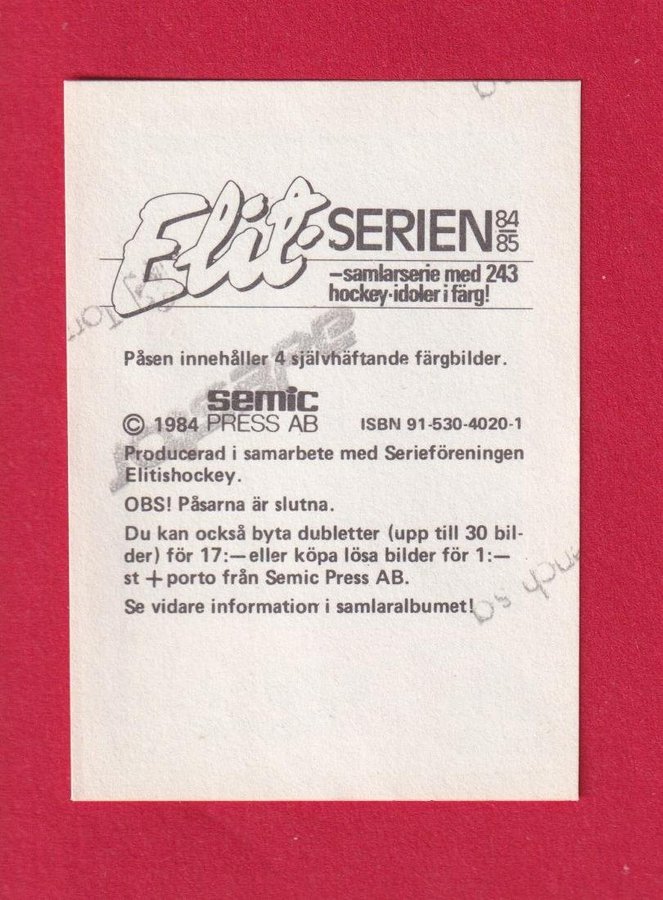 Elit-SERIEN 84/85
–samlarserie med 243
hockey-idoler i färg!
Påsen innehåller 4 självhäftande färgbilder.
semic
© 1984 PRESS AB ISBN 91-530-4020-1
Producerad i samarbete med Serieföreningen
Elitishockey.
OBS! Påsarna är slutna.
Du kan också byta dubletter (upp till 30 bil-
der) för 17:— eller köpa lösa bilder för 1:—
st + porto från Semic Press AB.
Se vidare information i samlaralbumet!